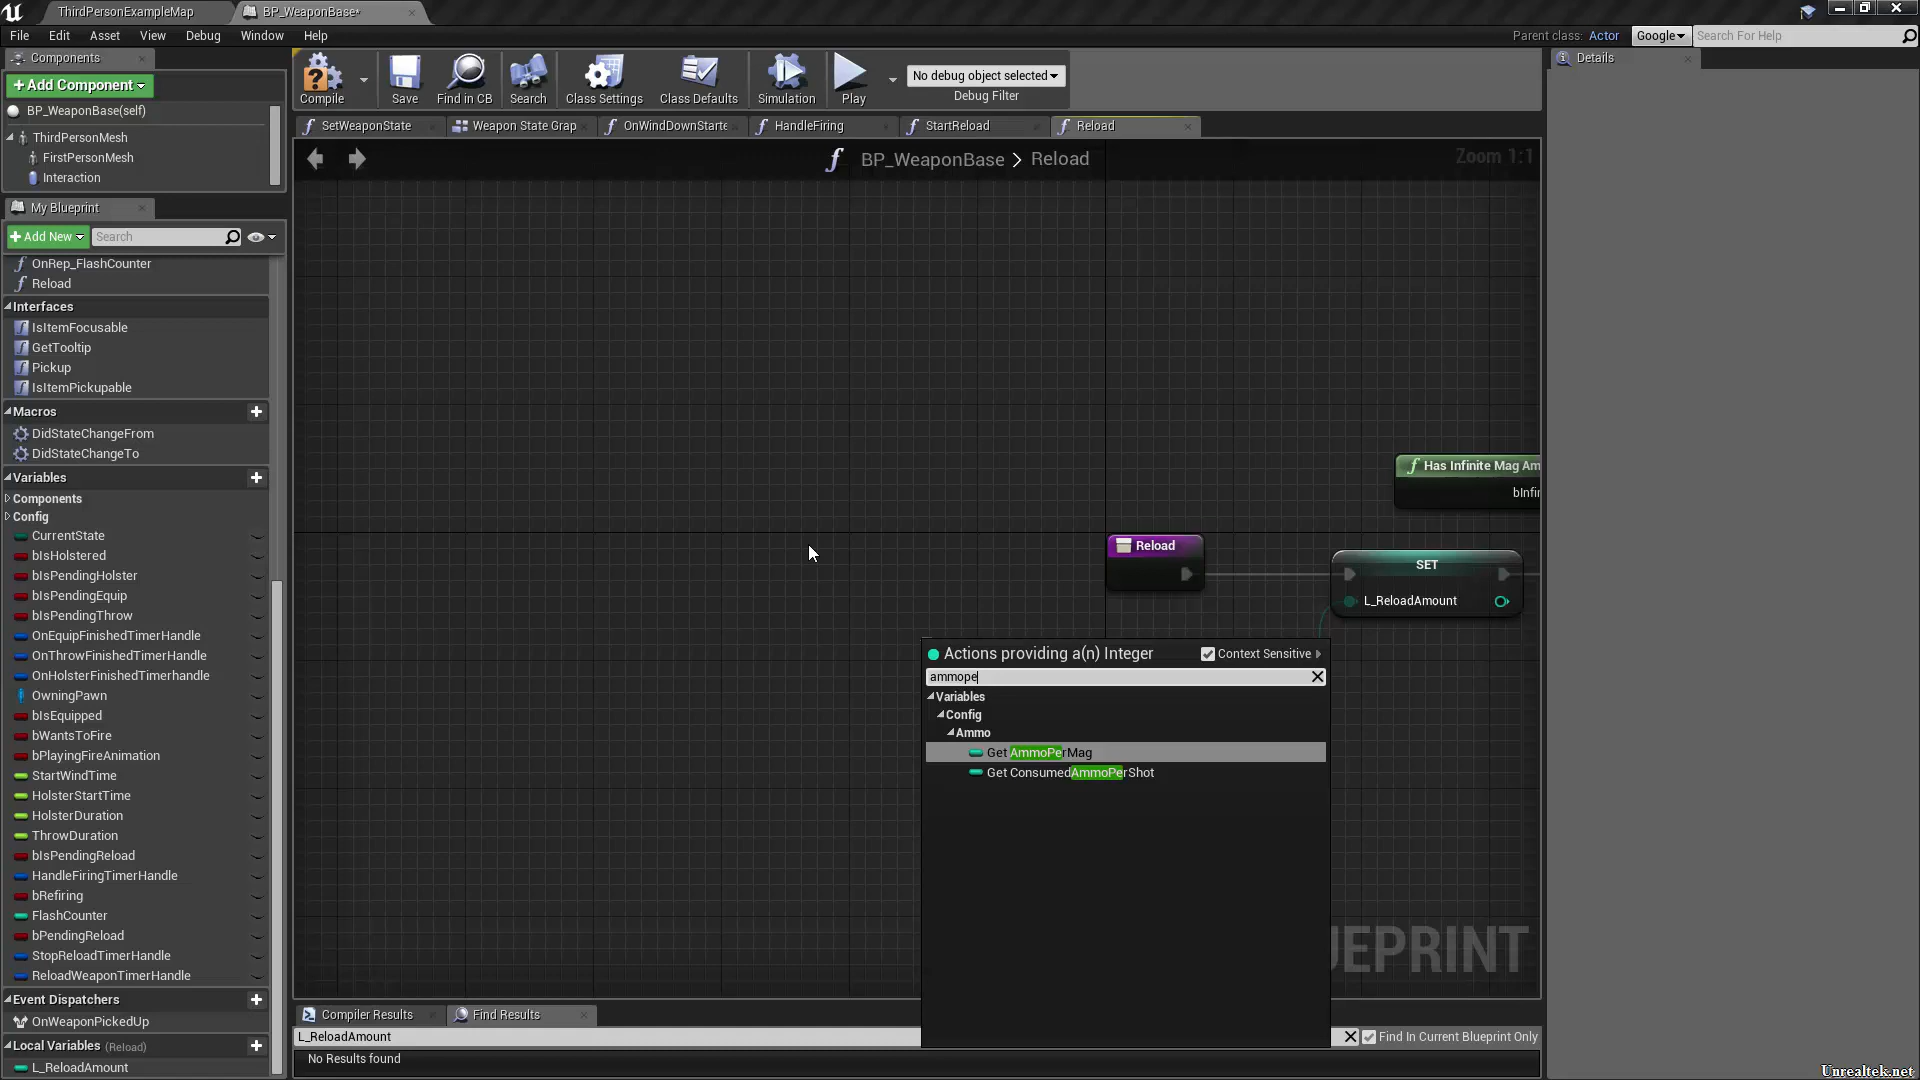 ThirdPersonExampleMap
BP_WeaponBase*
File Edit Asset View Debug Window Help
Parent class: Actor
Google
Search For Help
Components
+Add Component
BP_WeaponBase(self)
ThirdPersonMesh
FirstPersonMesh
Interaction
My Blueprint
+Add New
Search
OnRep_FlashCounter
Reload
Interfaces
IsItemFocusable
GetTooltip
Pickup
IsItemPickupable
Macros
DidStateChangeFrom
DidStateChangeTo
Variables
Components
Config
CurrentState
bIsHolstered
bIsPendingHolster
bIsPendingEquip
bIsPendingThrow
OnEquipFinishedTimerHandle
OnThrowFinishedTimerHandle
OnHolsterFinishedTimerhandle
OwningPawn
bIsEquipped
bWantsToFire
bPlayingFireAnimation
StartWindTime
HolsterStartTime
HolsterDuration
ThrowDuration
bIsPendingReload
HandleFiringTimerHandle
bRefiring
FlashCounter
bPendingReload
StopReloadTimerHandle
ReloadWeaponTimerHandle
Event Dispatchers
OnWeaponPickedUp
Local Variables (Reload)
L_ReloadAmount
Compile
Save
Find in CB
Search
Class Settings
Class Defaults
Simulation
Play
No debug object selected
Debug Filter
SetWeaponState
Weapon State Grap
OnWindDownStarte
HandleFiring
StartReload
Reload
BP_WeaponBase > Reload
Zoom 1:1
Has Infinite Mag Am
bInfir
Reload
SET
L_ReloadAmount
Actions providing a(n) Integer
Context Sensitive
ammope
Variables
Config
Ammo
Get AmmoPerMag
Get ConsumedAmmoPerShot
UEPRINT
Compiler Results
Find Results
L_ReloadAmount
Find In Current Blueprint Only
No Results found
Details
Unrealtek.net